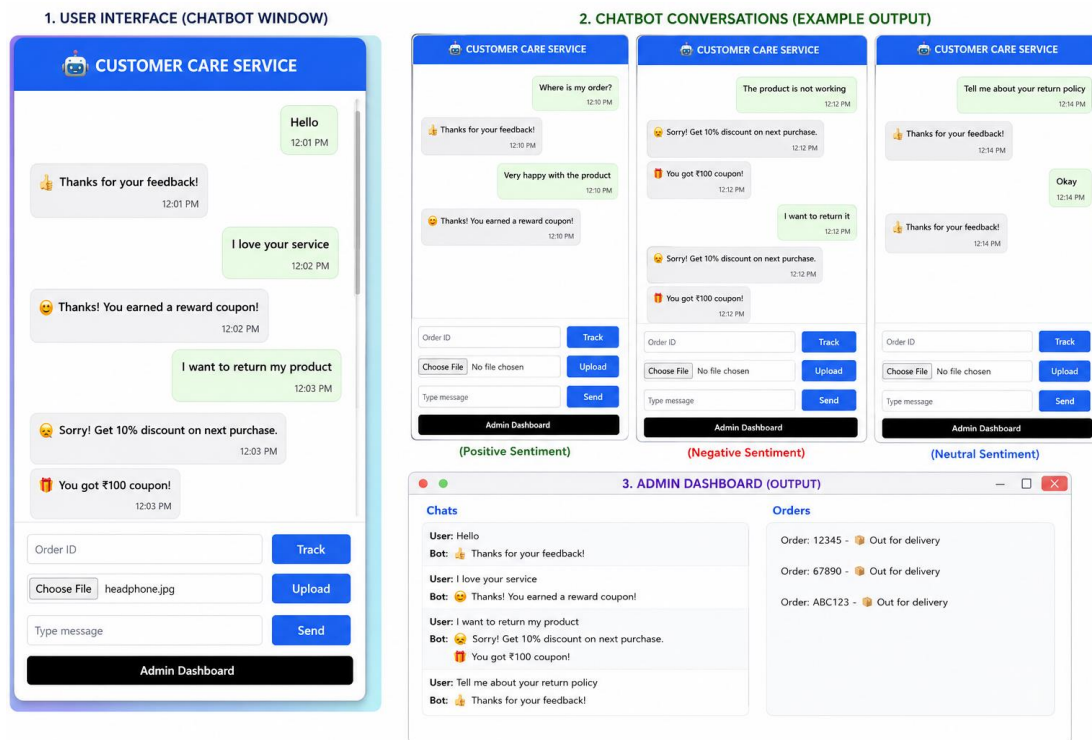 1. USER INTERFACE (CHATBOT WINDOW)
🤖 CUSTOMER CARE SERVICE
Hello
12:01 PM
👍 Thanks for your feedback!
12:01 PM
I love your service
12:02 PM
😊 Thanks! You earned a reward coupon!
12:02 PM
I want to return my product
12:03 PM
😞 Sorry! Get 10% discount on next purchase.
12:03 PM
🎁 You got ₹100 coupon!
12:03 PM
Order ID
Track
Choose File headphone.jpg
Upload
Type message
Send
Admin Dashboard
2. CHATBOT CONVERSATIONS (EXAMPLE OUTPUT)
🤖 CUSTOMER CARE SERVICE
Where is my order?
12:10 PM
👍 Thanks for your feedback!
12:10 PM
Very happy with the product
12:10 PM
😊 Thanks! You earned a reward coupon!
12:10 PM
Order ID
Track
Choose File No file chosen
Upload
Type message
Send
Admin Dashboard
(Positive Sentiment)
🤖 CUSTOMER CARE SERVICE
The product is not working
12:12 PM
😞 Sorry! Get 10% discount on next purchase.
12:12 PM
🎁 You got ₹100 coupon!
12:12 PM
I want to return it
12:12 PM
😞 Sorry! Get 10% discount on next purchase.
12:12 PM
🎁 You got ₹100 coupon!
12:12 PM
Order ID
Track
Choose File No file chosen
Upload
Type message
Send
Admin Dashboard
(Negative Sentiment)
🤖 CUSTOMER CARE SERVICE
Tell me about your return policy
12:14 PM
👍 Thanks for your feedback!
12:14 PM
Okay
12:14 PM
👍 Thanks for your feedback!
12:14 PM
Order ID
Track
Choose File No file chosen
Upload
Type message
Send
Admin Dashboard
(Neutral Sentiment)
3. ADMIN DASHBOARD (OUTPUT)
Chats
User: Hello
Bot: 👍 Thanks for your feedback!
User: I love your service
Bot: 😊 Thanks! You earned a reward coupon!
User: I want to return my product
Bot: 😞 Sorry! Get 10% discount on next purchase.
🎁 You got ₹100 coupon!
User: Tell me about your return policy
Bot: 👍 Thanks for your feedback!
Orders
Order: 12345 - 📦 Out for delivery
Order: 67890 - 📦 Out for delivery
Order: ABC123 - 📦 Out for delivery